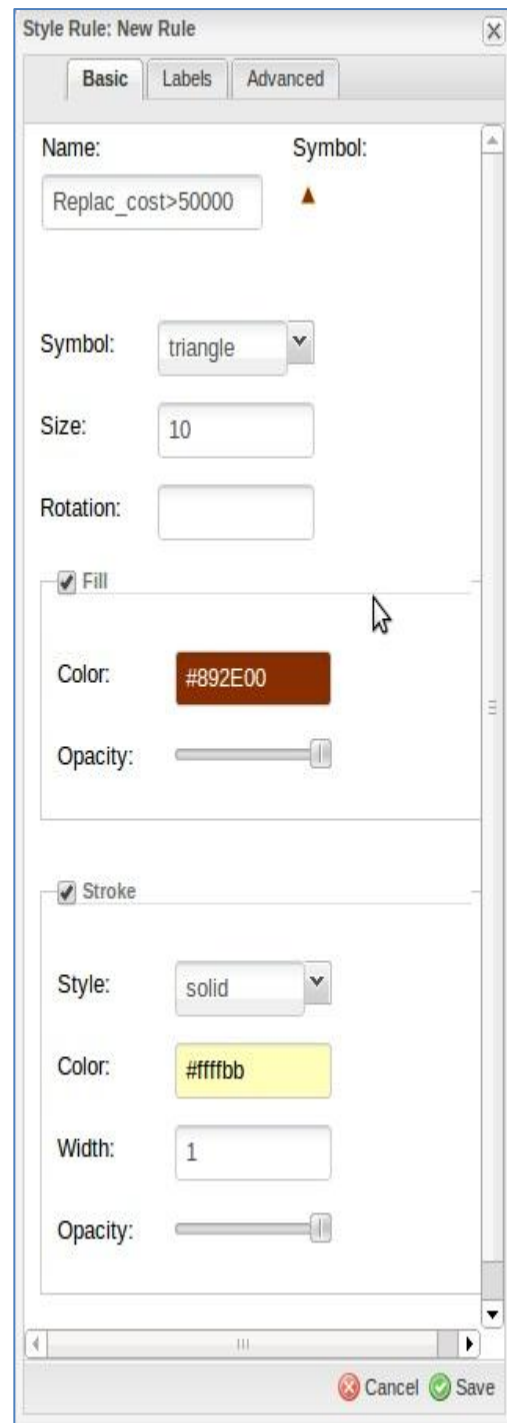 Style Rule: New Rule
Basic Labels Advanced
Name: Symbol:
Replac_cost>50000
Symbol: triangle
Size: 10
Rotation:
Fill
Color: #892E00
Opacity:
Stroke
Style: solid
Color: #ffffbb
Width: 1
Opacity:
Cancel Save